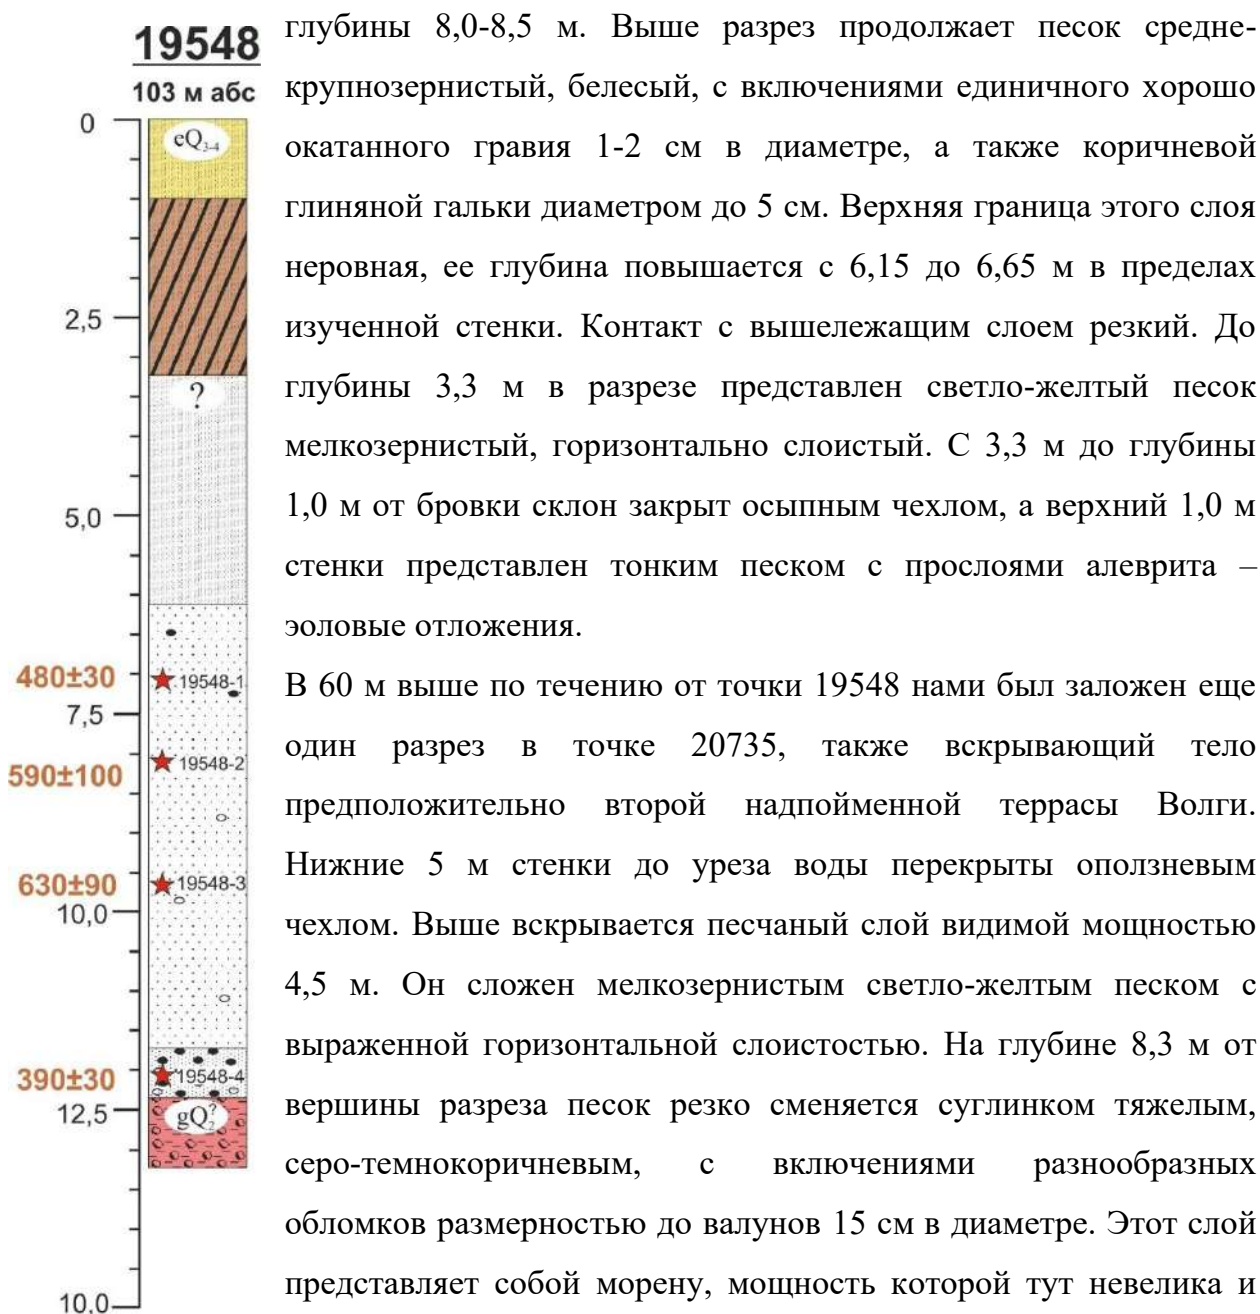 19548
103 м абс
0
eQ3-4
2,5
?
5,0
480±30
19548-1
7,5
590±100
19548-2
630±90
19548-3
10,0
390±30
19548-4
12,5
gQ2?
10,0
глубины 8,0-8,5 м. Выше разрез продолжает песок средне-
крупнозернистый, белесый, с включениями единичного хорошо
окатанного гравия 1-2 см в диаметре, а также коричневой
глиняной гальки диаметром до 5 см. Верхняя граница этого слоя
неровная, ее глубина повышается с 6,15 до 6,65 м в пределах
изученной стенки. Контакт с вышележащим слоем резкий. До
глубины 3,3 м в разрезе представлен светло-желтый песок
мелкозернистый, горизонтально слоистый. С 3,3 м до глубины
1,0 м от бровки склон закрыт осыпным чехлом, а верхний 1,0 м
стенки представлен тонким песком с прослоями алеврита –
эоловые отложения.
В 60 м выше по течению от точки 19548 нами был заложен еще
один разрез в точке 20735, также вскрывающий тело
предположительно второй надпойменной террасы Волги.
Нижние 5 м стенки до уреза воды перекрыты оползневым
чехлом. Выше вскрывается песчаный слой видимой мощностью
4,5 м. Он сложен мелкозернистым светло-желтым песком с
выраженной горизонтальной слоистостью. На глубине 8,3 м от
вершины разреза песок резко сменяется суглинком тяжелым,
серо-темнокоричневым, с включениями разнообразных
обломков размерностью до валунов 15 см в диаметре. Этот слой
представляет собой морену, мощность которой тут невелика и